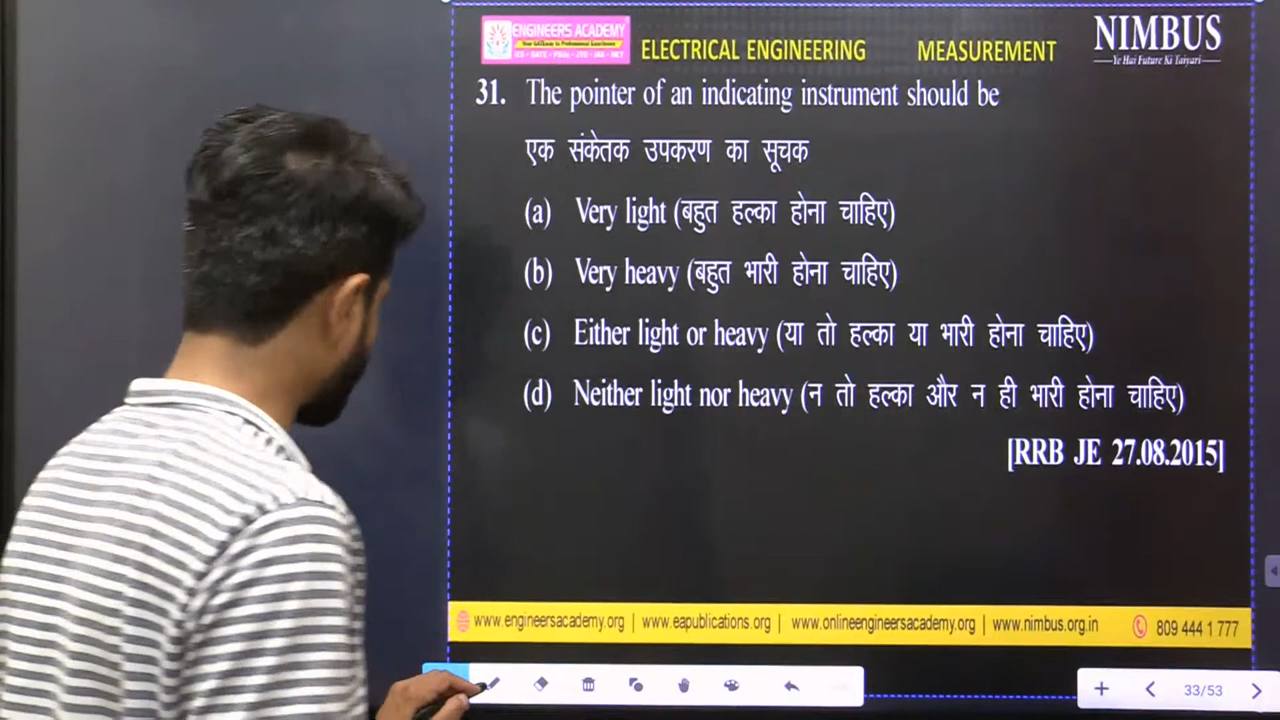 ENGINEERS ACADEMY
ELECTRICAL ENGINEERING MEASUREMENT
NIMBUS
Ye Hai Future Ki Taiyari
31. The pointer of an indicating instrument should be
एक संकेतक उपकरण का सूचक
(a) Very light (बहुत हल्का होना चाहिए)
(b) Very heavy (बहुत भारी होना चाहिए)
(c) Either light or heavy (या तो हल्का या भारी होना चाहिए)
(d) Neither light nor heavy (न तो हल्का और न ही भारी होना चाहिए)
[RRB JE 27.08.2015]
www.engineersacademy.org | www.eapublications.org | www.onlineengineersacademy.org | www.nimbus.org.in 809 444 1 777
33/53